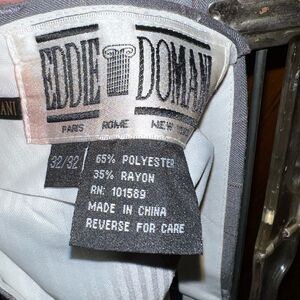 EDDIE DOMANI
PARIS ROME NEW YORK
ANI
32/32
65% POLYESTER
35% RAYON
RN: 101589
MADE IN CHINA
REVERSE FOR CARE